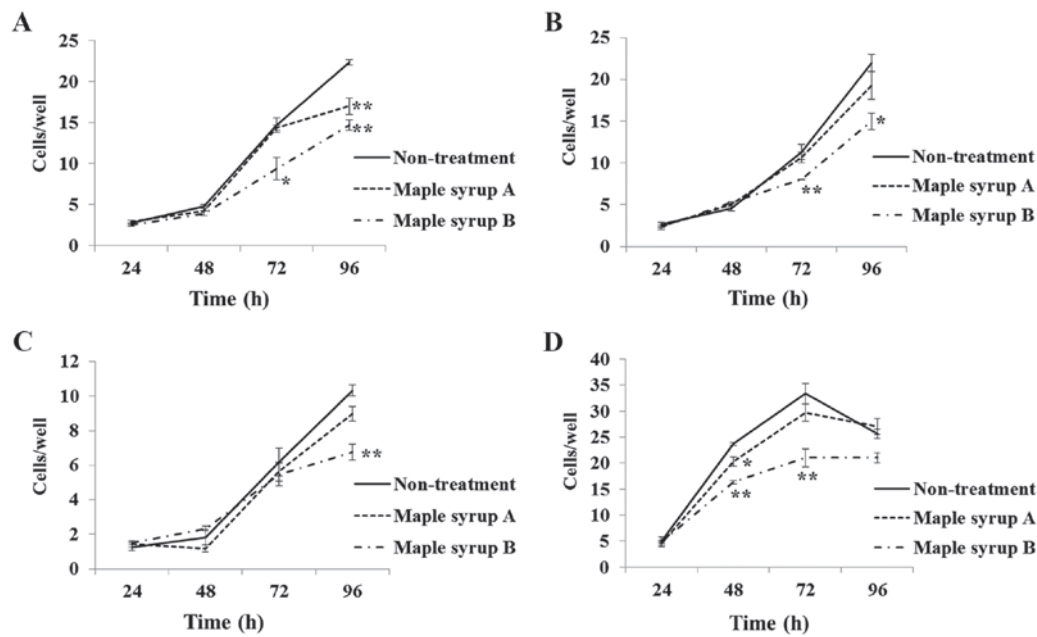 A
25
20
15
10
5
0
Cells/well
**
**
*
Non-treatment
Maple syrup A
Maple syrup B
24 48 72 96
Time (h)
B
25
20
15
10
5
0
Cells/well
*
**
Non-treatment
Maple syrup A
Maple syrup B
24 48 72 96
Time (h)
C
12
10
8
6
4
2
0
Cells/well
**
Non-treatment
Maple syrup A
Maple syrup B
24 48 72 96
Time (h)
D
40
35
30
25
20
15
10
5
0
Cells/well
*
**
**
Non-treatment
Maple syrup A
Maple syrup B
24 48 72 96
Time (h)